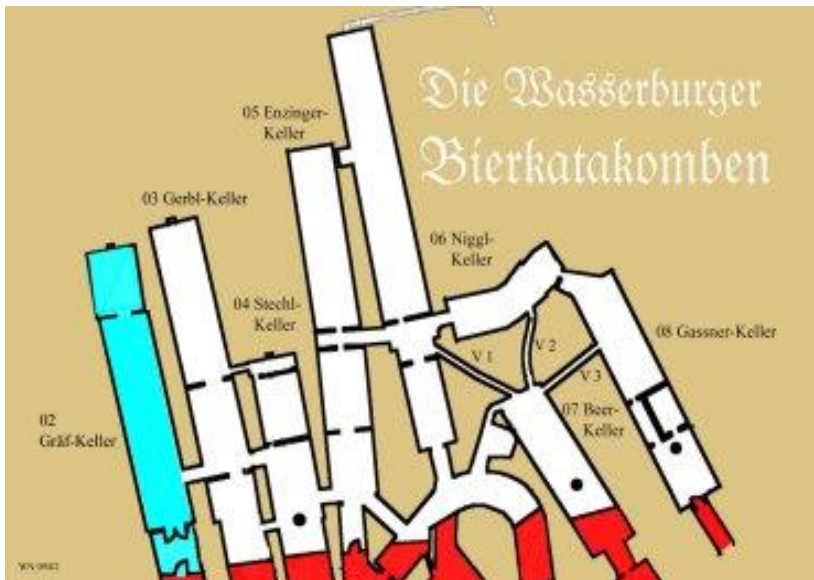 Die Wasserburger
Bierkatakomben
05 Enzinger-
Keller
03 Gerbl-Keller
06 Niggl-
Keller
04 Stechl-
Keller
08 Gassner-Keller
V 1
V 2
V 3
07 Beer-
Keller
02
Gräf-Keller